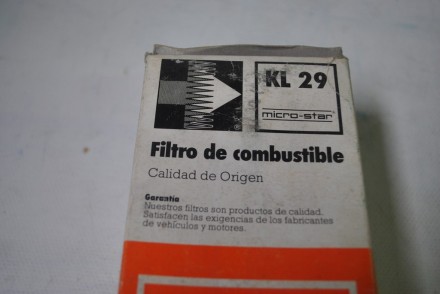 KL 29
micro-star®
Filtro de combustible
Calidad de Origen
Garantía
Nuestros filtros son productos de calidad.
Satisfacen las exigencias de los fabricantes
de vehículos y motores.